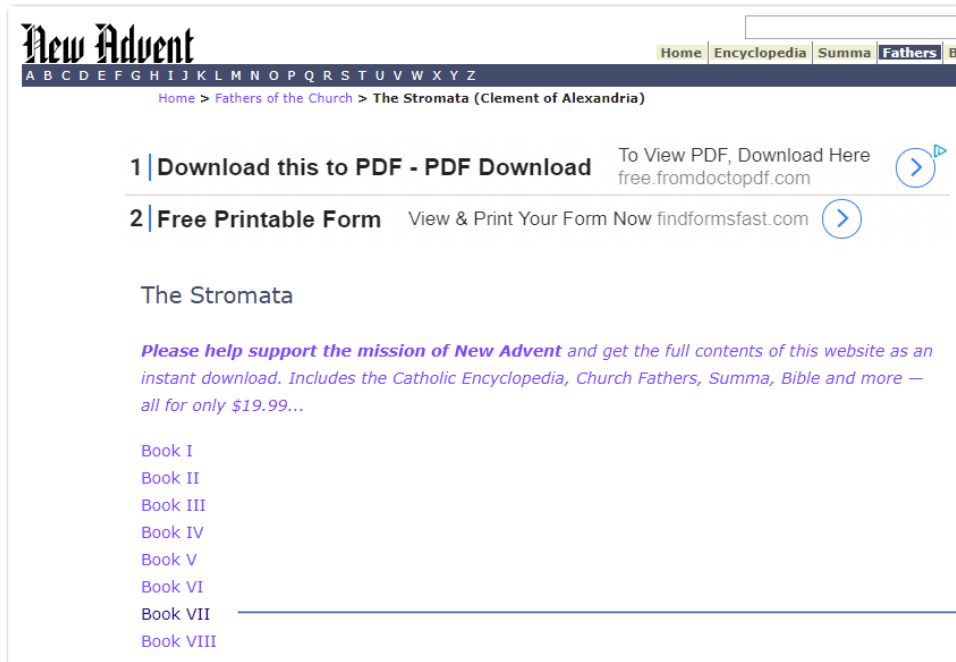 New Advent
Home Encyclopedia Summa Fathers B
A B C D E F G H I J K L M N O P Q R S T U V W X Y Z
Home > Fathers of the Church > The Stromata (Clement of Alexandria)
1 Download this to PDF - PDF Download To View PDF, Download Here
free.fromdoctopdf.com
2 Free Printable Form View & Print Your Form Now findformsfast.com
The Stromata
Please help support the mission of New Advent and get the full contents of this website as an
instant download. Includes the Catholic Encyclopedia, Church Fathers, Summa, Bible and more —
all for only $19.99...
Book I
Book II
Book III
Book IV
Book V
Book VI
Book VII
Book VIII